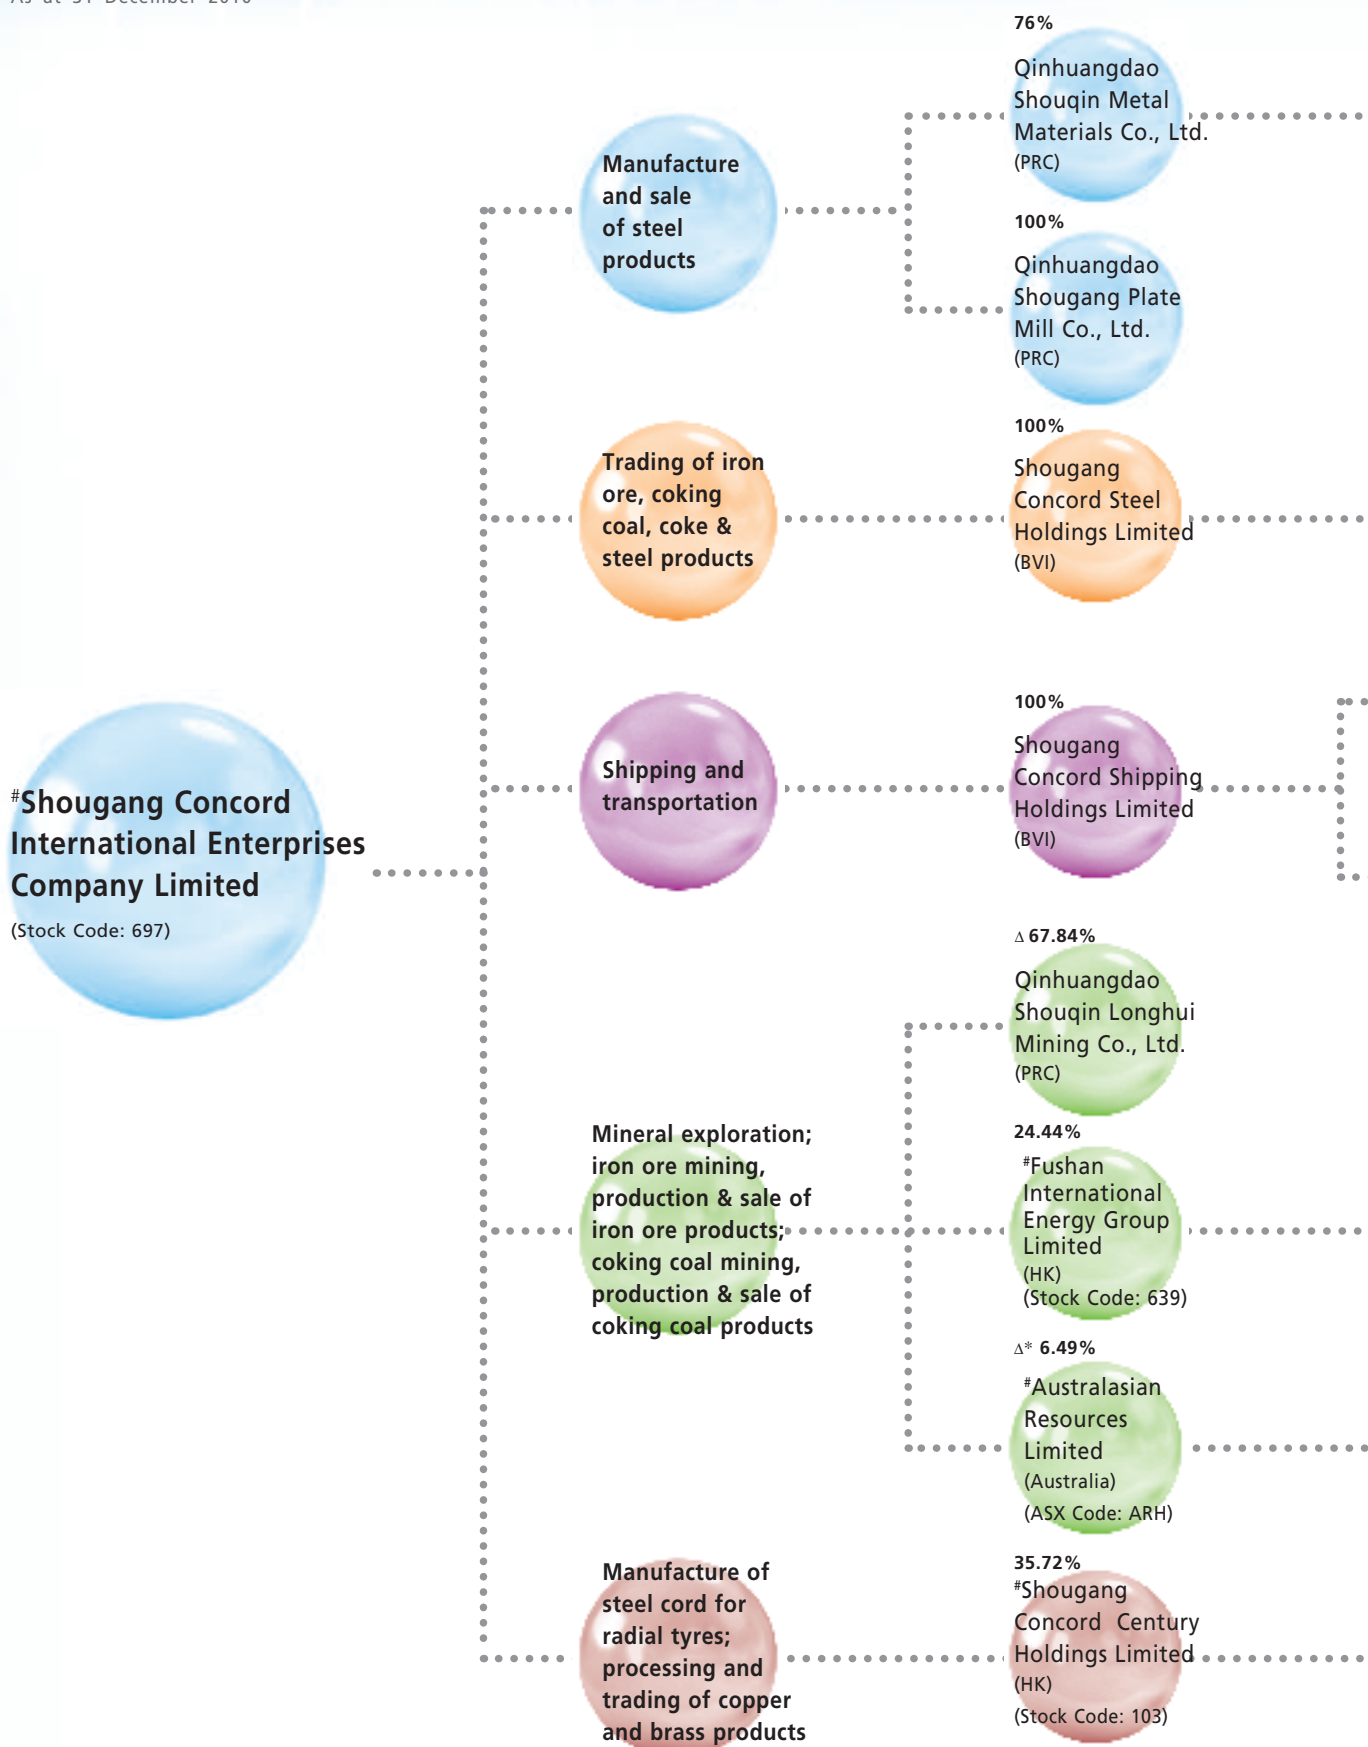 As at 31 December 2010
#Shougang Concord
International Enterprises
Company Limited
(Stock Code: 697)
Manufacture
and sale
of steel
products
76%
Qinhuangdao
Shouqin Metal
Materials Co., Ltd.
(PRC)
100%
Qinhuangdao
Shougang Plate
Mill Co., Ltd.
(PRC)
Trading of iron
ore, coking
coal, coke &
steel products
100%
Shougang
Concord Steel
Holdings Limited
(BVI)
Shipping and
transportation
100%
Shougang
Concord Shipping
Holdings Limited
(BVI)
Mineral exploration;
iron ore mining,
production & sale of
iron ore products;
coking coal mining,
production & sale of
coking coal products
Δ 67.84%
Qinhuangdao
Shouqin Longhui
Mining Co., Ltd.
(PRC)
24.44%
#Fushan
International
Energy Group
Limited
(HK)
(Stock Code: 639)
Δ* 6.49%
#Australasian
Resources
Limited
(Australia)
(ASX Code: ARH)
Manufacture of
steel cord for
radial tyres;
processing and
trading of copper
and brass products
35.72%
#Shougang
Concord Century
Holdings Limited
(HK)
(Stock Code: 103)